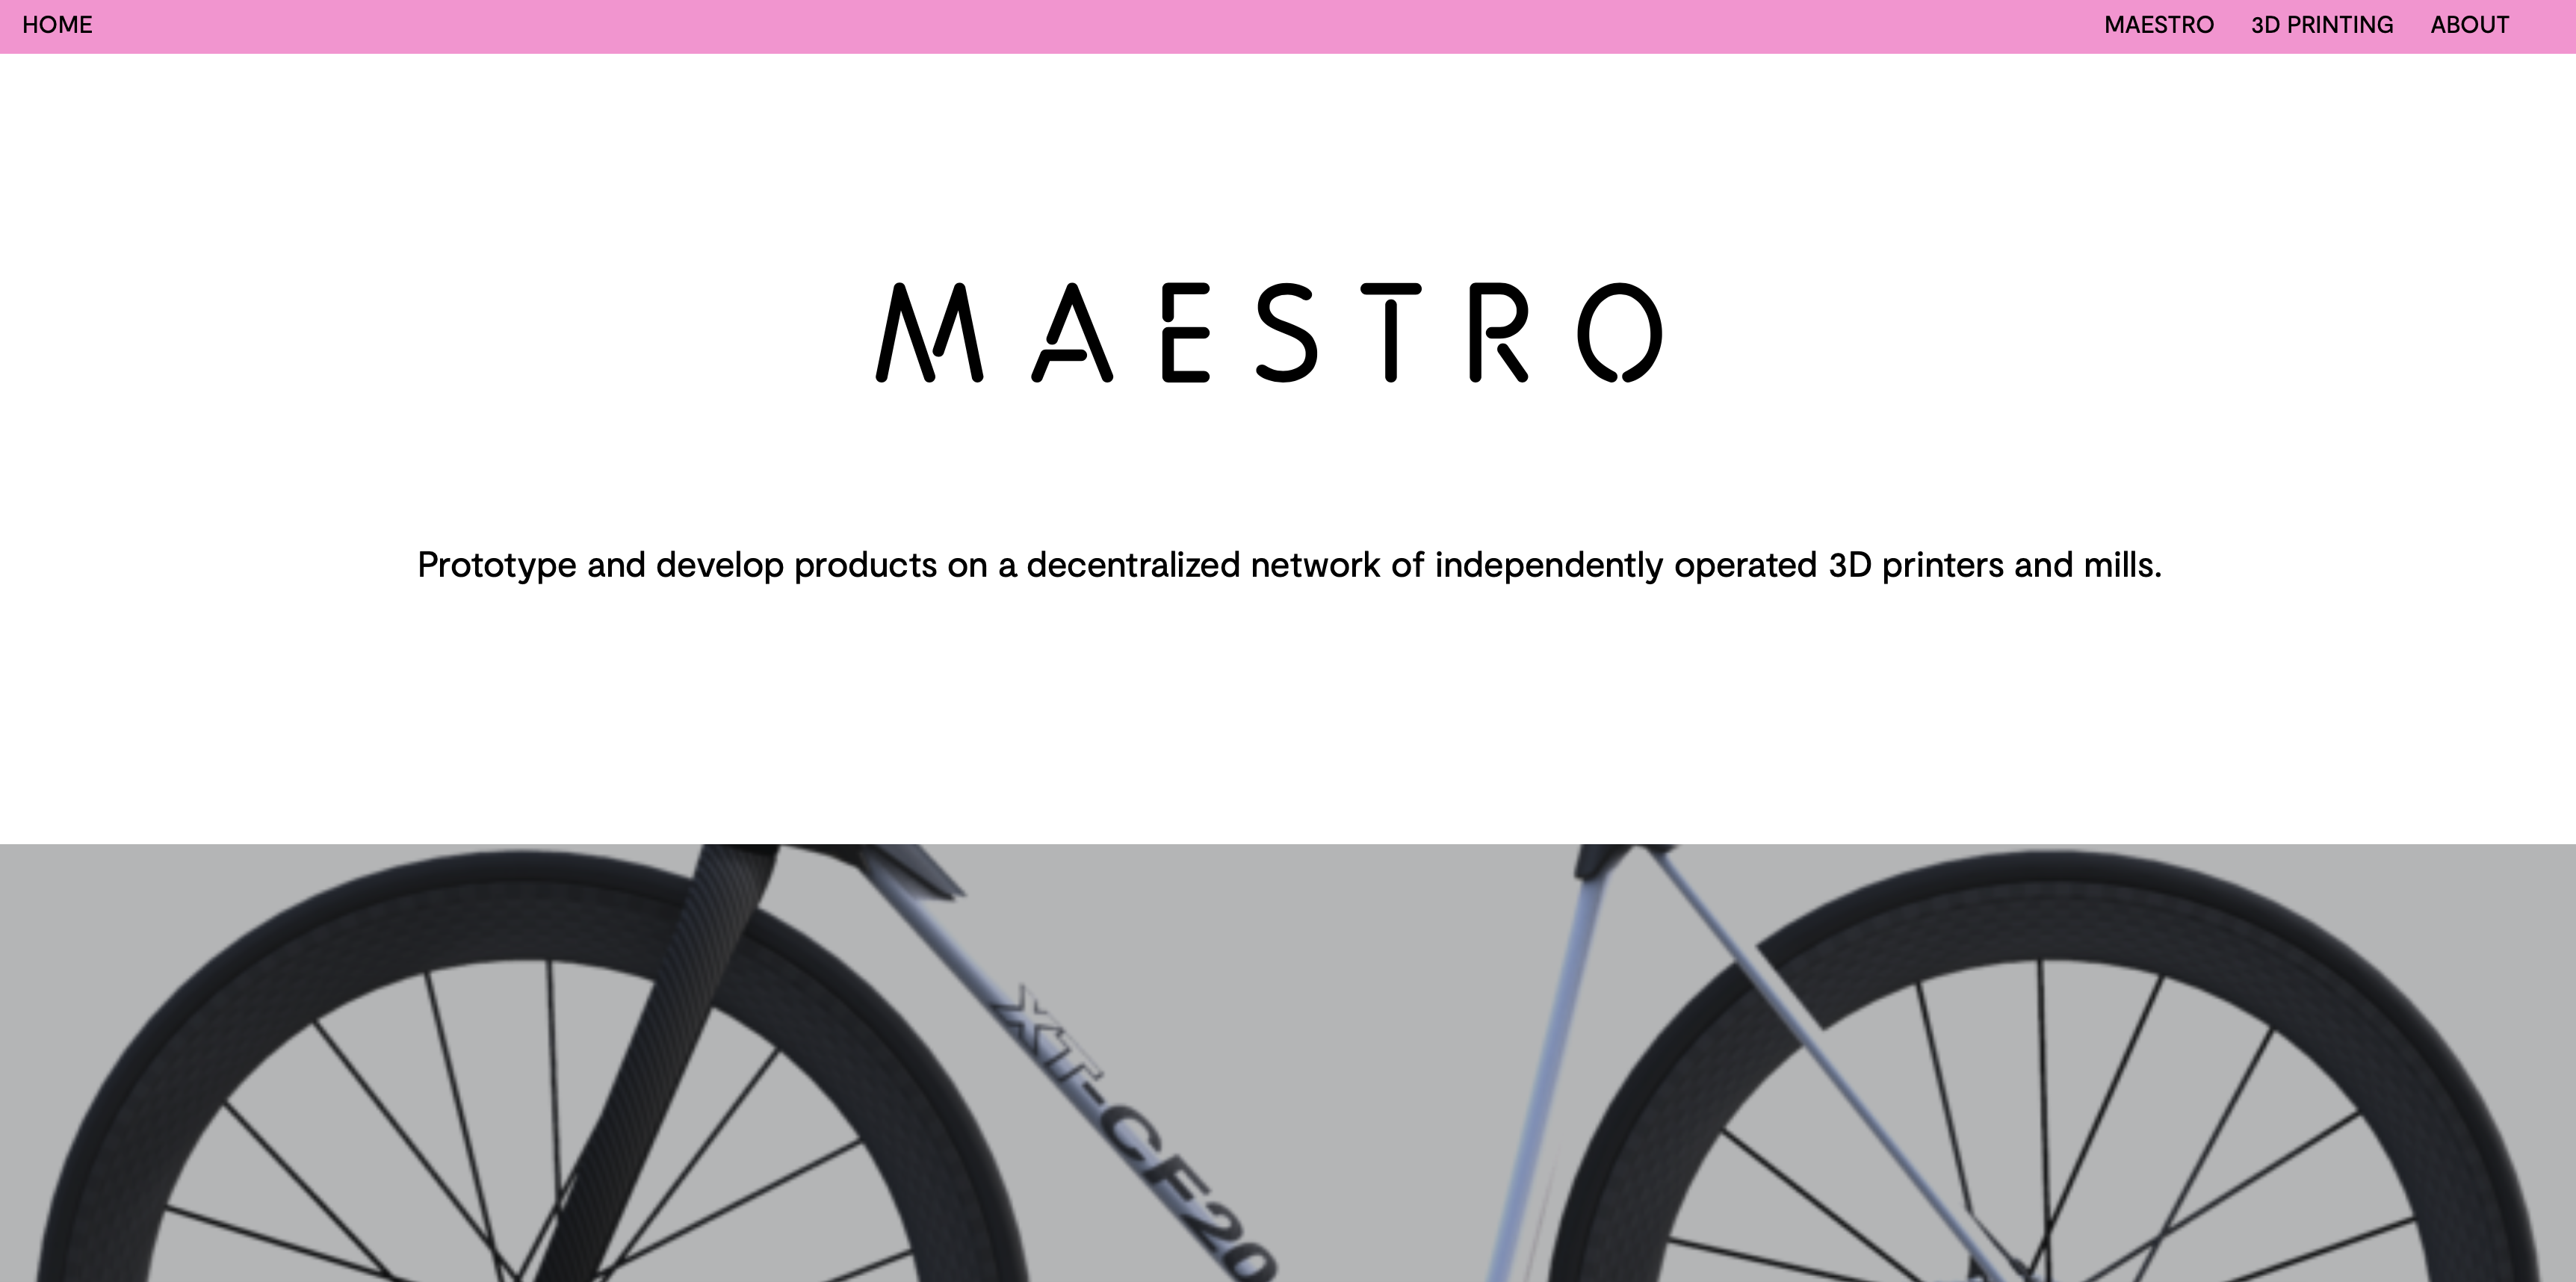 HOME MAESTRO 3D PRINTING ABOUT
MAESTRO
Prototype and develop products on a decentralized network of independently operated 3D printers and mills.
XT-CF20